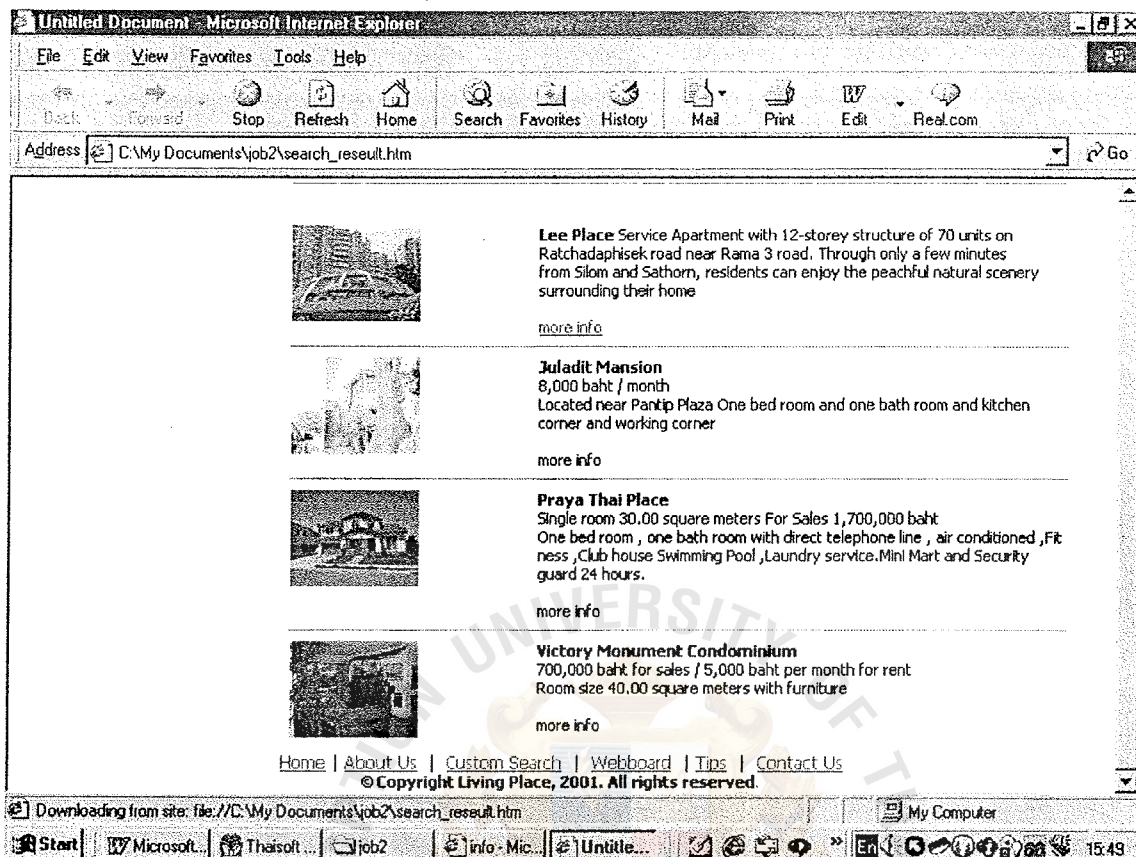 Untitled Document - Microsoft Internet Explorer
File Edit View Favorites Tools Help
Back Forward Stop Refresh Home Search Favorites History Mail Print Edit Real.com
Address C:\My Documents\job2\search_reseult.htm Go
Lee Place Service Apartment with 12-storey structure of 70 units on
Ratchadaphisek road near Rama 3 road. Through only a few minutes
from Silom and Sathorn, residents can enjoy the peachful natural scenery
surrounding their home
more info
Juladit Mansion
8,000 baht / month
Located near Pantip Plaza One bed room and one bath room and kitchen
corner and working corner
more info
Praya Thai Place
Single room 30.00 square meters For Sales 1,700,000 baht
One bed room , one bath room with direct telephone line , air conditioned ,Fit
ness ,Club house Swimming Pool ,Laundry service.Mini Mart and Security
guard 24 hours.
more info
Victory Monument Condominium
700,000 baht for sales / 5,000 baht per month for rent
Room size 40.00 square meters with furniture
more info
Home | About Us | Custom Search | Webboard | Tips | Contact Us
© Copyright Living Place, 2001. All rights reserved.
Downloading from site: file://C:\My Documents\job2\search_reseult.htm My Computer
Start Microsoft... Thaisoft... job2 info - Mic... Untitle... » En 15:49
UNIVERSITY OF